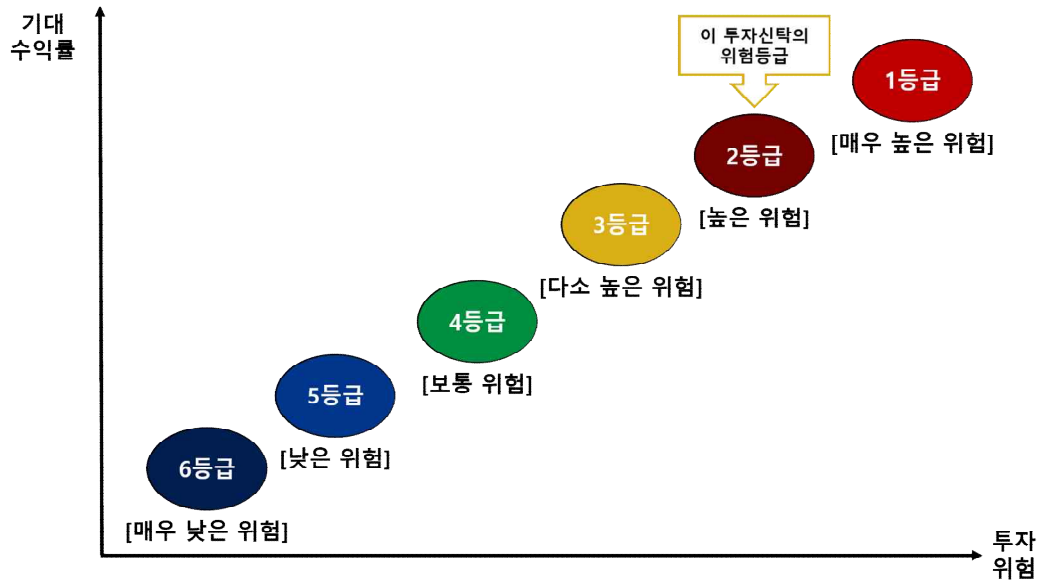 기대
수익률
이 투자신탁의
위험등급
1등급
[매우 높은 위험]
2등급
[높은 위험]
3등급
[다소 높은 위험]
4등급
[보통 위험]
5등급
[낮은 위험]
6등급
[매우 낮은 위험]
투자
위험